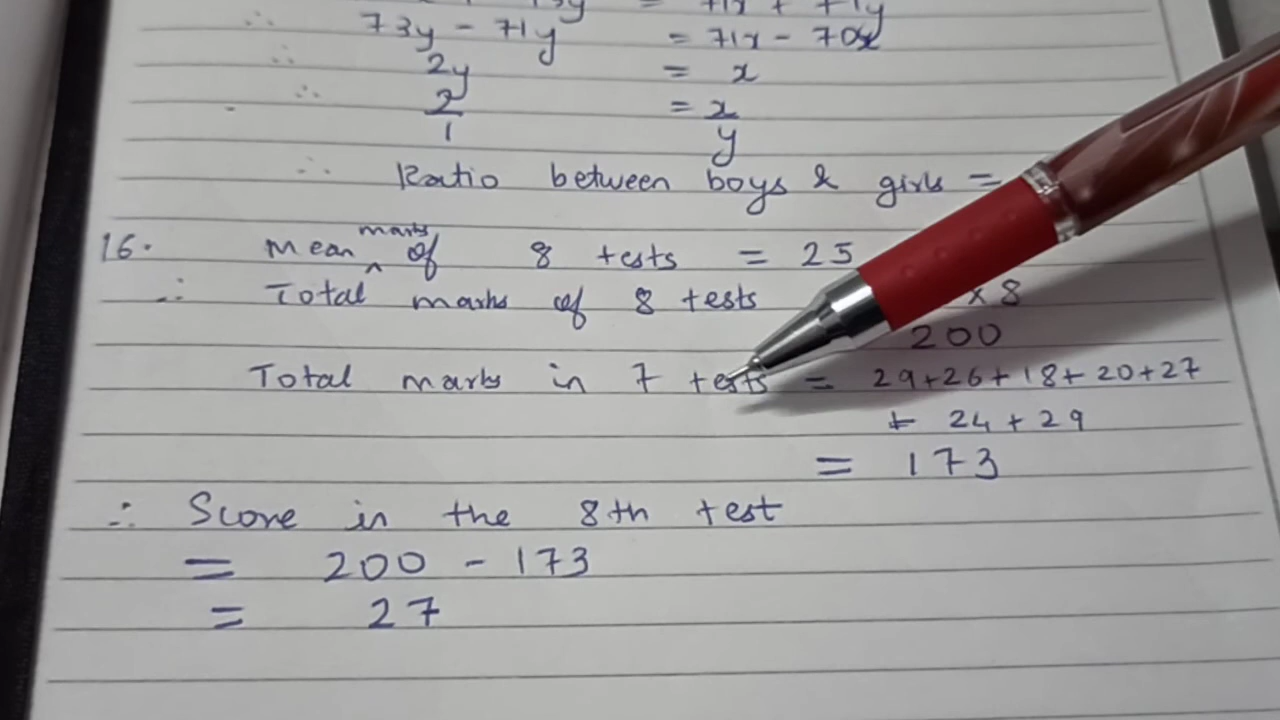 73y - 71y = 71x - 70x
∴ 2y = x
∴ 2/1 = x/y
∴ Ratio between boys & girls =
16. Mean marks of 8 tests = 25
∴ Total marks of 8 tests × 8
200
Total marks in 7 tests = 29+26+18+20+27
+ 24 + 29
= 173
∴ Score in the 8th test
= 200 - 173
= 27